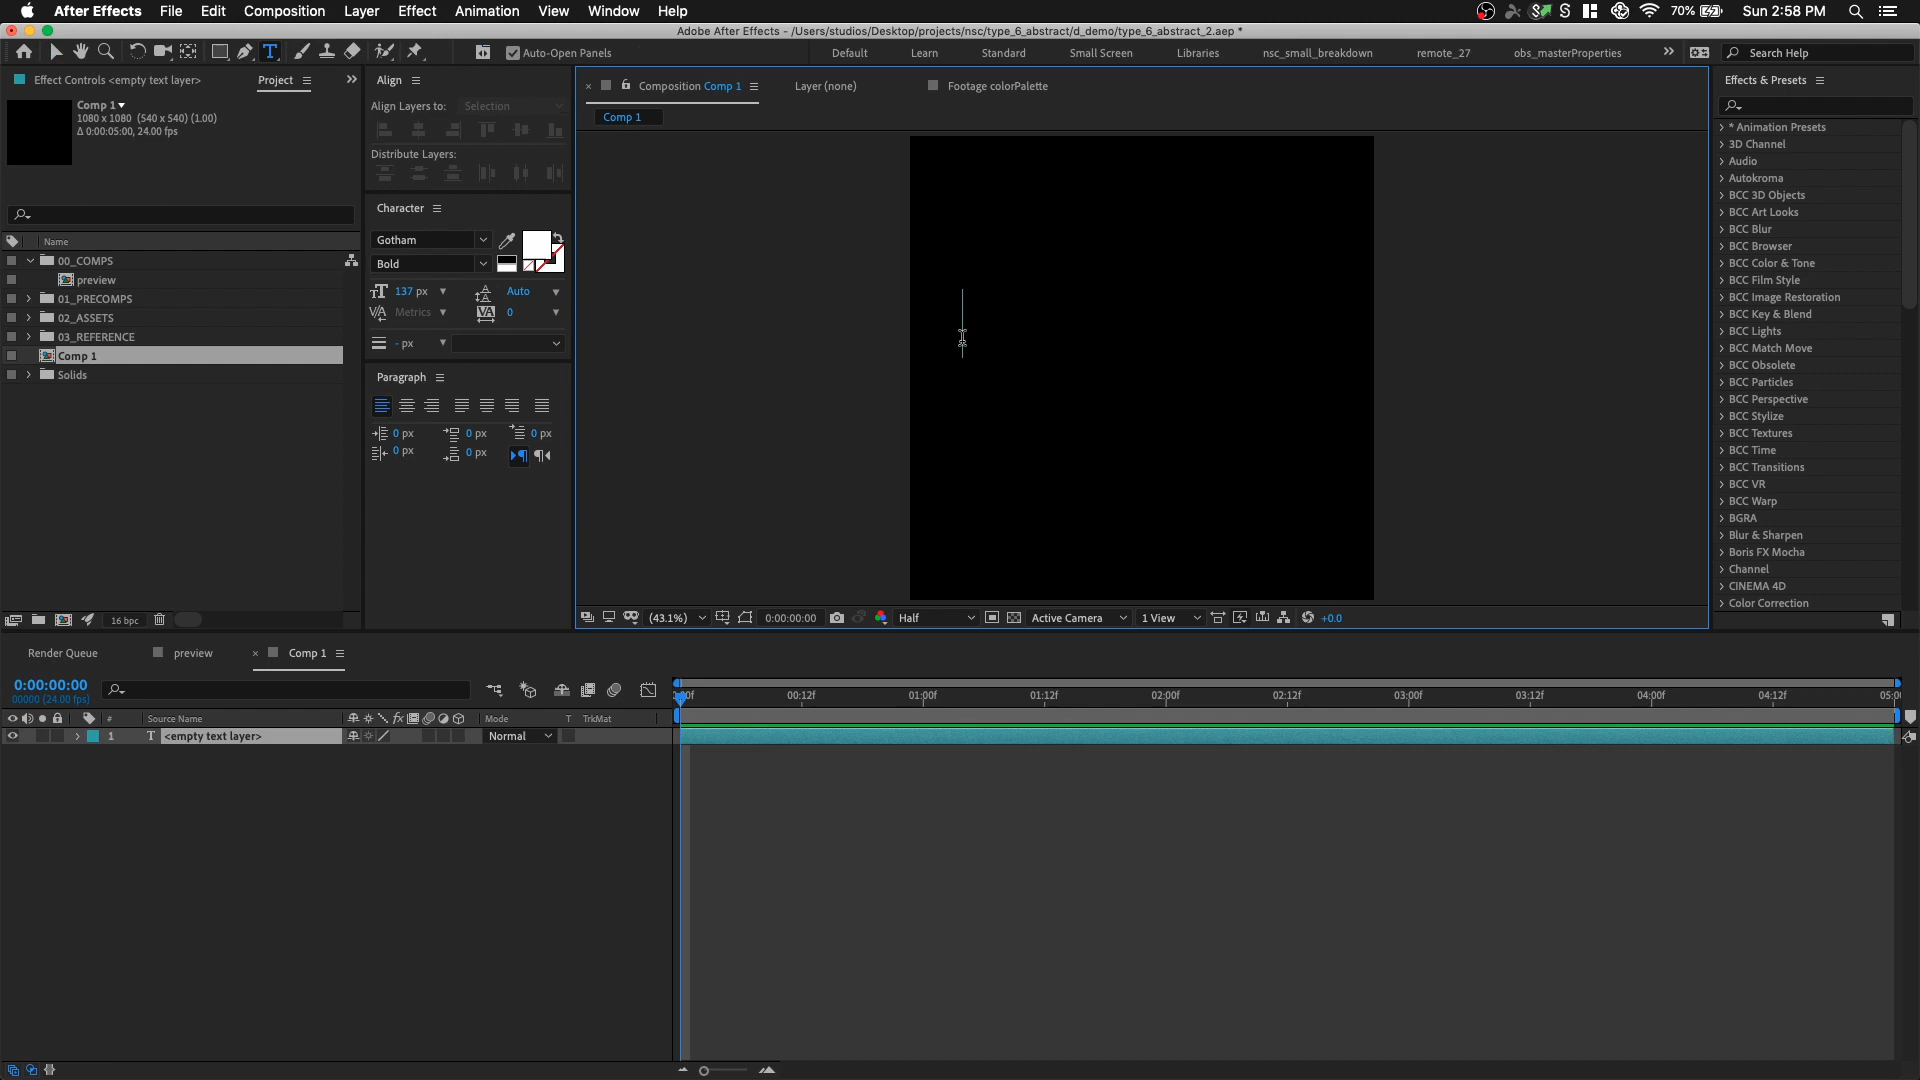 After Effects File Edit Composition Layer Effect Animation View Window Help 70% Sun 2:58 PM
Adobe After Effects - /Users/studios/Desktop/projects/nsc/type_6_abstract/d_demo/type_6_abstract_2.aep *
T Auto-Open Panels Default Learn Standard Small Screen Libraries nsc_small_breakdown remote_27 obs_masterProperties » Search Help
Effect Controls <empty text layer> Project »
Comp 1
1080 x 1080 (540 x 540) (1.00)
Δ 0:00:05:00, 24.00 fps
Name
00_COMPS
preview
01_PRECOMPS
02_ASSETS
03_REFERENCE
Comp 1
Solids
16 bpc
Align
Align Layers to: Selection
Distribute Layers:
Character
Gotham
Bold
137 px Auto
Metrics 0
- px
Paragraph
0 px 0 px 0 px
0 px 0 px
× Composition Comp 1 Layer (none) Footage colorPalette
Comp 1
(43.1%) 0:00:00:00 Half Active Camera 1 View +0.0
Effects & Presets
* Animation Presets
3D Channel
Audio
Autokroma
BCC 3D Objects
BCC Art Looks
BCC Blur
BCC Browser
BCC Color & Tone
BCC Film Style
BCC Image Restoration
BCC Key & Blend
BCC Lights
BCC Match Move
BCC Obsolete
BCC Particles
BCC Perspective
BCC Stylize
BCC Textures
BCC Time
BCC Transitions
BCC VR
BCC Warp
BGRA
Blur & Sharpen
Boris FX Mocha
Channel
CINEMA 4D
Color Correction
Render Queue preview × Comp 1
0:00:00:00
00000 (24.00 fps)
00:12f 01:00f 01:12f 02:00f 02:12f 03:00f 03:12f 04:00f 04:12f
# Source Name fx Mode T TrkMat
1 T <empty text layer> Normal